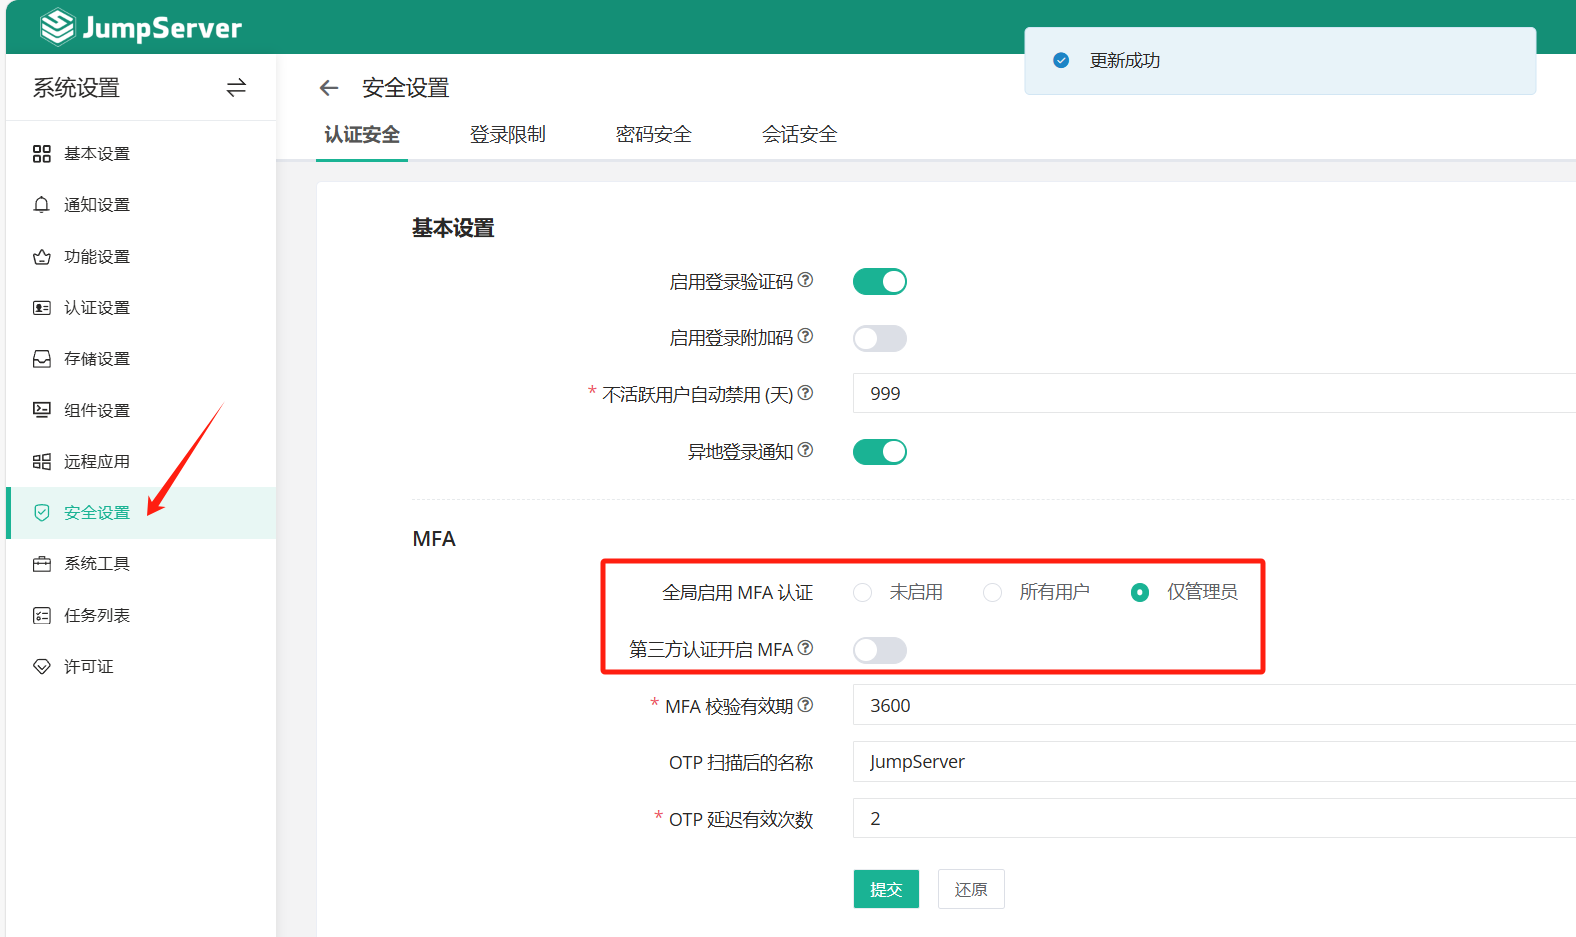 JumpServer
更新成功
系统设置
基本设置
通知设置
功能设置
认证设置
存储设置
组件设置
远程应用
安全设置
系统工具
任务列表
许可证
安全设置
认证安全 登录限制 密码安全 会话安全
基本设置
启用登录验证码
启用登录附加码
* 不活跃用户自动禁用 (天) 999
异地登录通知
MFA
全局启用 MFA 认证 未启用 所有用户 仅管理员
第三方认证开启 MFA
* MFA 校验有效期 3600
OTP 扫描后的名称 JumpServer
* OTP 延迟有效次数 2
提交 还原